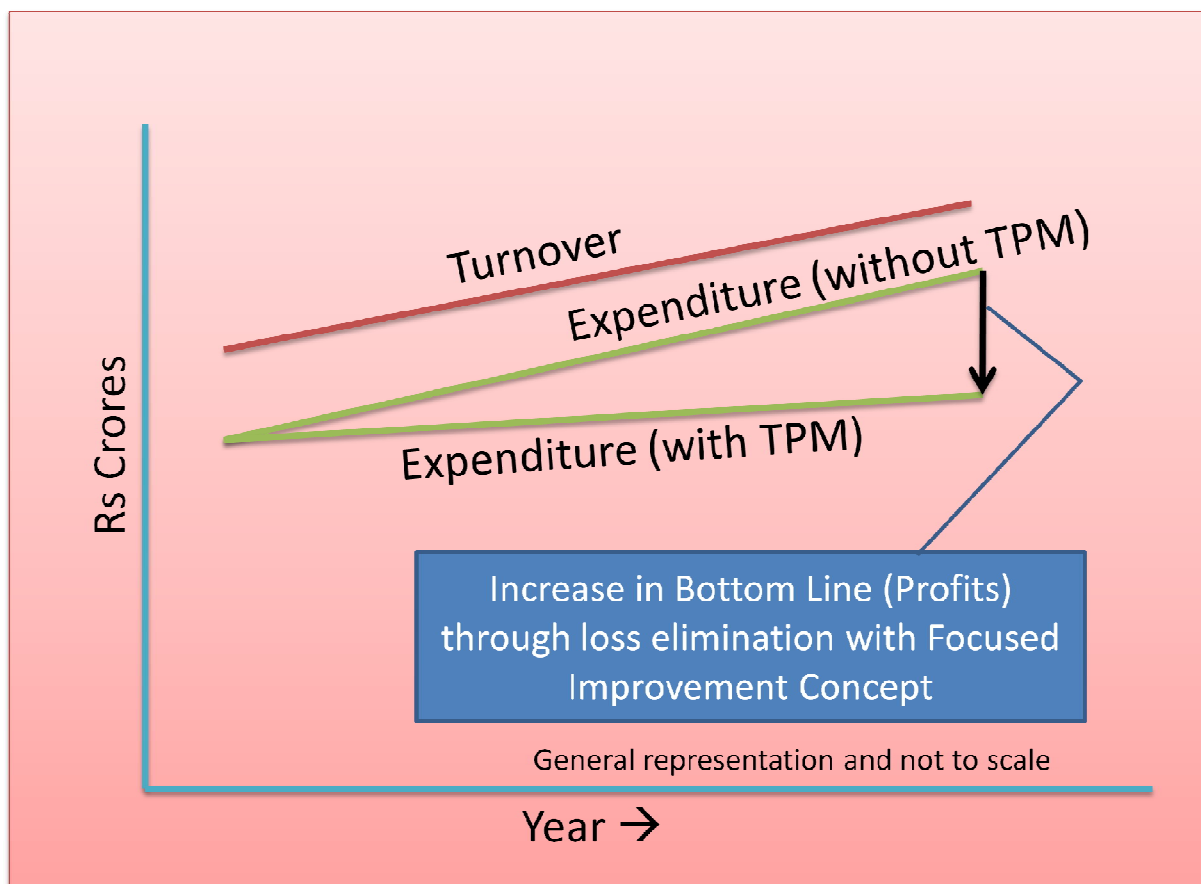 Turnover
Expenditure (without TPM)
Expenditure (with TPM)
Rs Crores
Increase in Bottom Line (Profits)
through loss elimination with Focused
Improvement Concept
General representation and not to scale
Year →